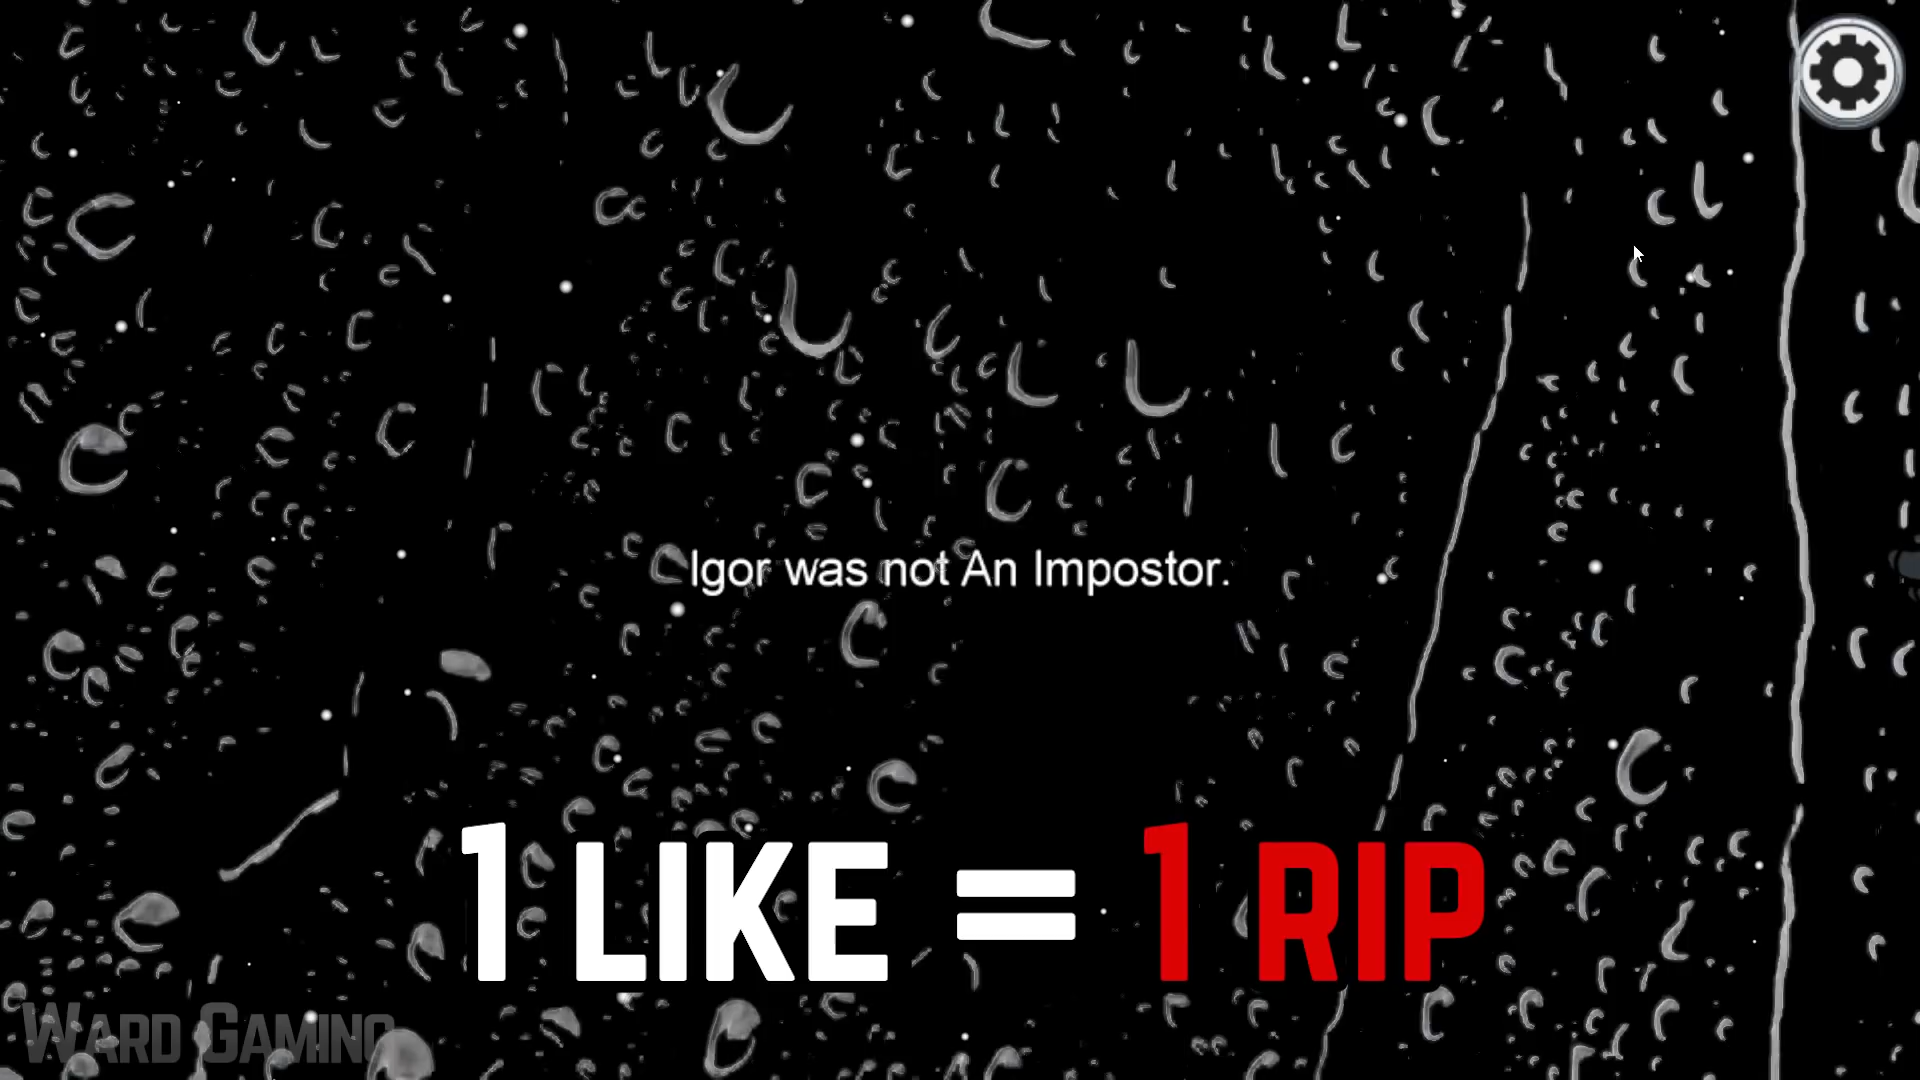 Igor was not An Impostor.
1 LIKE = 1 RIP
WARD GAMING